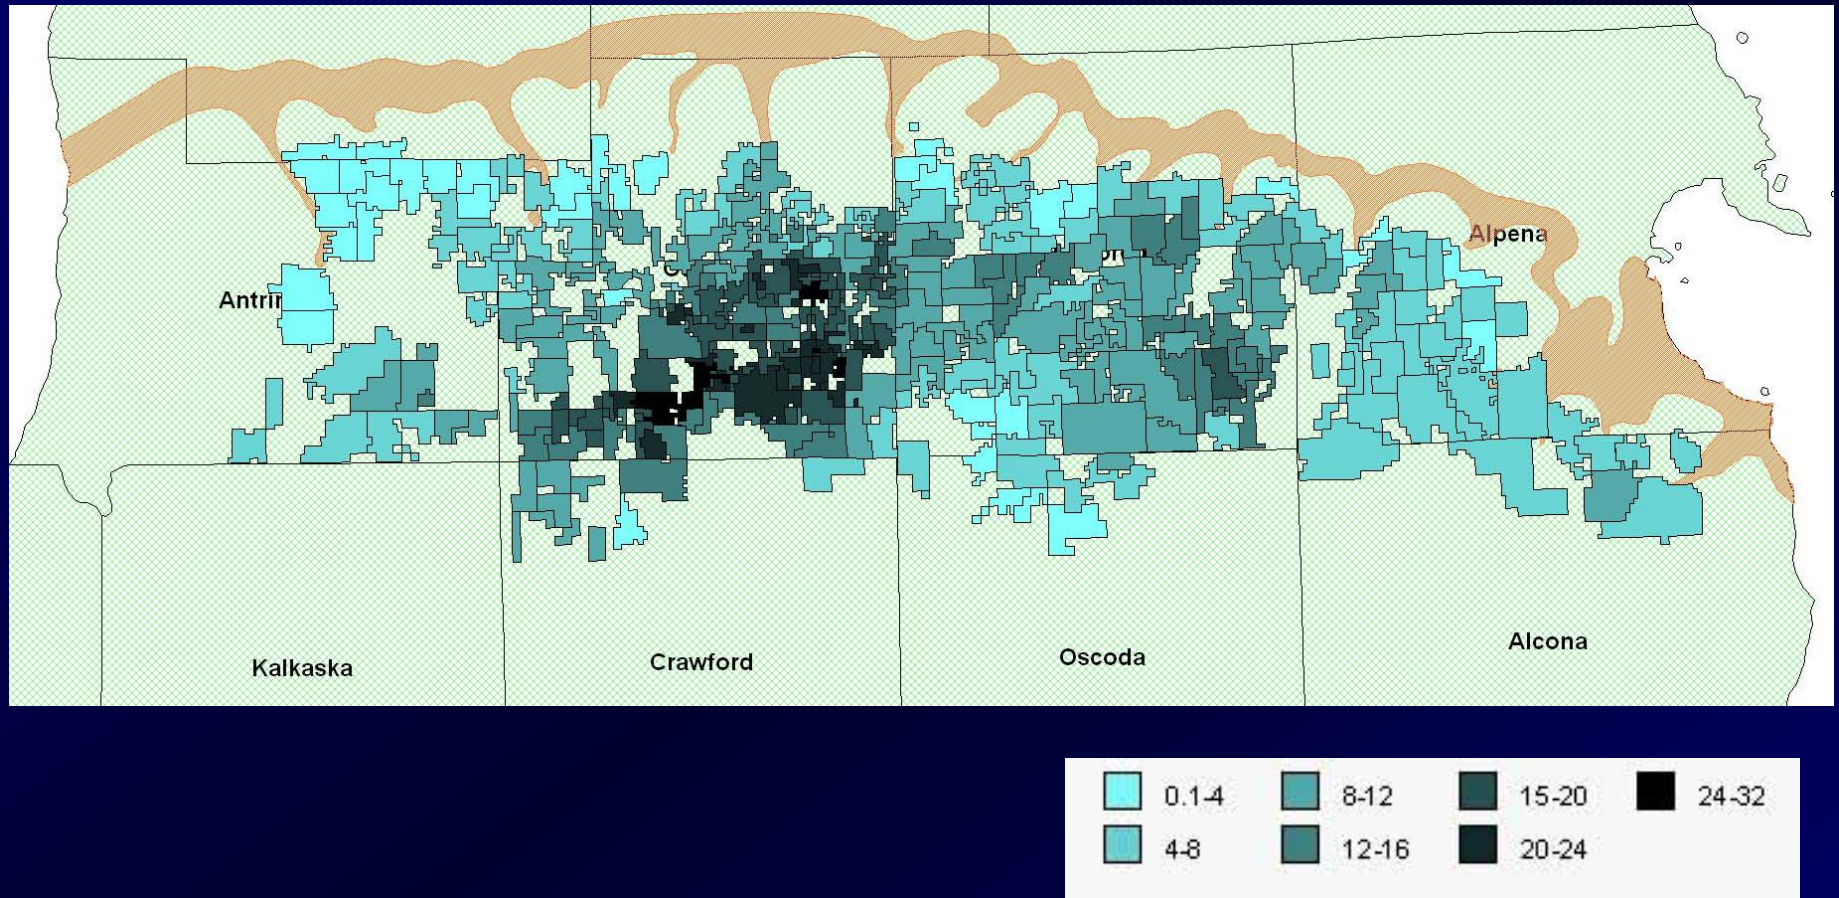 Alpena
Antrim
Kalkaska
Crawford
Oscoda
Alcona
0.1-4
8-12
15-20
24-32
4-8
12-16
20-24